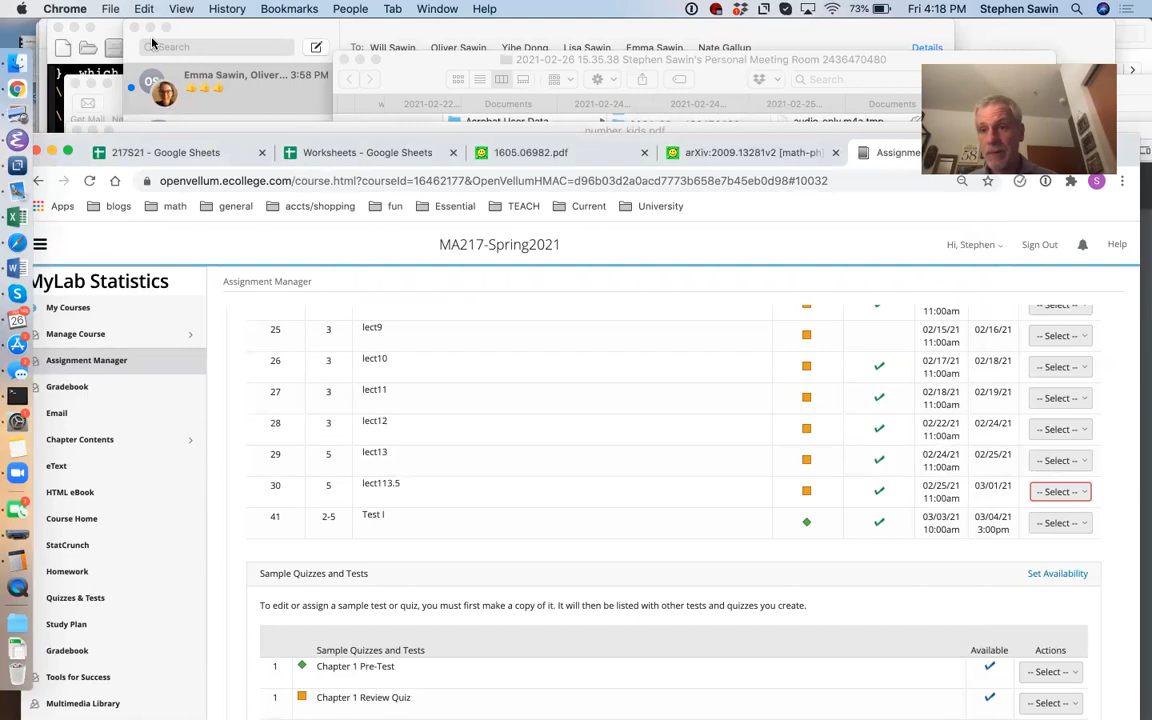 Chrome File Edit View History Bookmarks People Tab Window Help 73% Fri 4:18 PM Stephen Sawin
Search To: Will Sawin Oliver Sawin Yihe Dong Lisa Sawin Emma Sawin Nate Gallup Details
} which
Emma Sawin, Oliver... 3:58 PM
OS
2021-02-26 15.35.38 Stephen Sawin's Personal Meeting Room 2436470480
Search
Get Mail
2021-02-22... Documents 2021-02-24... 2021-02-24... 2021-02-25... Documents
Acrobat User Data audio_only.m4a.tmp
number_kids.pdf
217S21 - Google Sheets Worksheets - Google Sheets 1605.06982.pdf arXiv:2009.13281v2 [math-ph] Assignme
openvellum.ecollege.com/course.html?courseId=16462177&OpenVellumHMAC=d96b03d2a0acd7773b658e7b45eb0d98#10032
Apps blogs math general accts/shopping fun Essential TEACH Current University
MA217-Spring2021 Hi, Stephen Sign Out Help
MyLab Statistics
Assignment Manager
My Courses
Manage Course
Assignment Manager
Gradebook
Email
Chapter Contents
eText
HTML eBook
Course Home
StatCrunch
Homework
Quizzes & Tests
Study Plan
Gradebook
Tools for Success
Multimedia Library
11:00am -- Select --
25 3 lect9 02/15/21 11:00am 02/16/21 -- Select --
26 3 lect10 02/17/21 11:00am 02/18/21 -- Select --
27 3 lect11 02/18/21 11:00am 02/19/21 -- Select --
28 3 lect12 02/22/21 11:00am 02/24/21 -- Select --
29 5 lect13 02/24/21 11:00am 02/25/21 -- Select --
30 5 lect113.5 02/25/21 11:00am 03/01/21 -- Select --
41 2-5 Test I 03/03/21 10:00am 03/04/21 3:00pm -- Select --
Sample Quizzes and Tests Set Availability
To edit or assign a sample test or quiz, you must first make a copy of it. It will then be listed with other tests and quizzes you create.
Sample Quizzes and Tests Available Actions
1 Chapter 1 Pre-Test -- Select --
1 Chapter 1 Review Quiz -- Select --